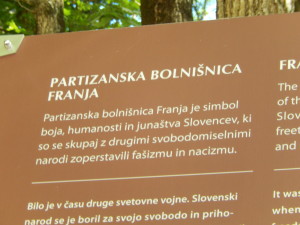 PARTIZANSKA BOLNIŠNICA
FRANJA
Partizanska bolnišnica Franja je simbol
boja, humanosti in junaštva Slovencev, ki
so se skupaj z drugimi svobodomiselnimi
narodi zoperstavili fašizmu in nacizmu.
Bilo je v času druge svetovne vojne. Slovenski
narod se je boril za svojo svobodo in priho-
FRA
The
of th
Slov
freet
and
It was
when